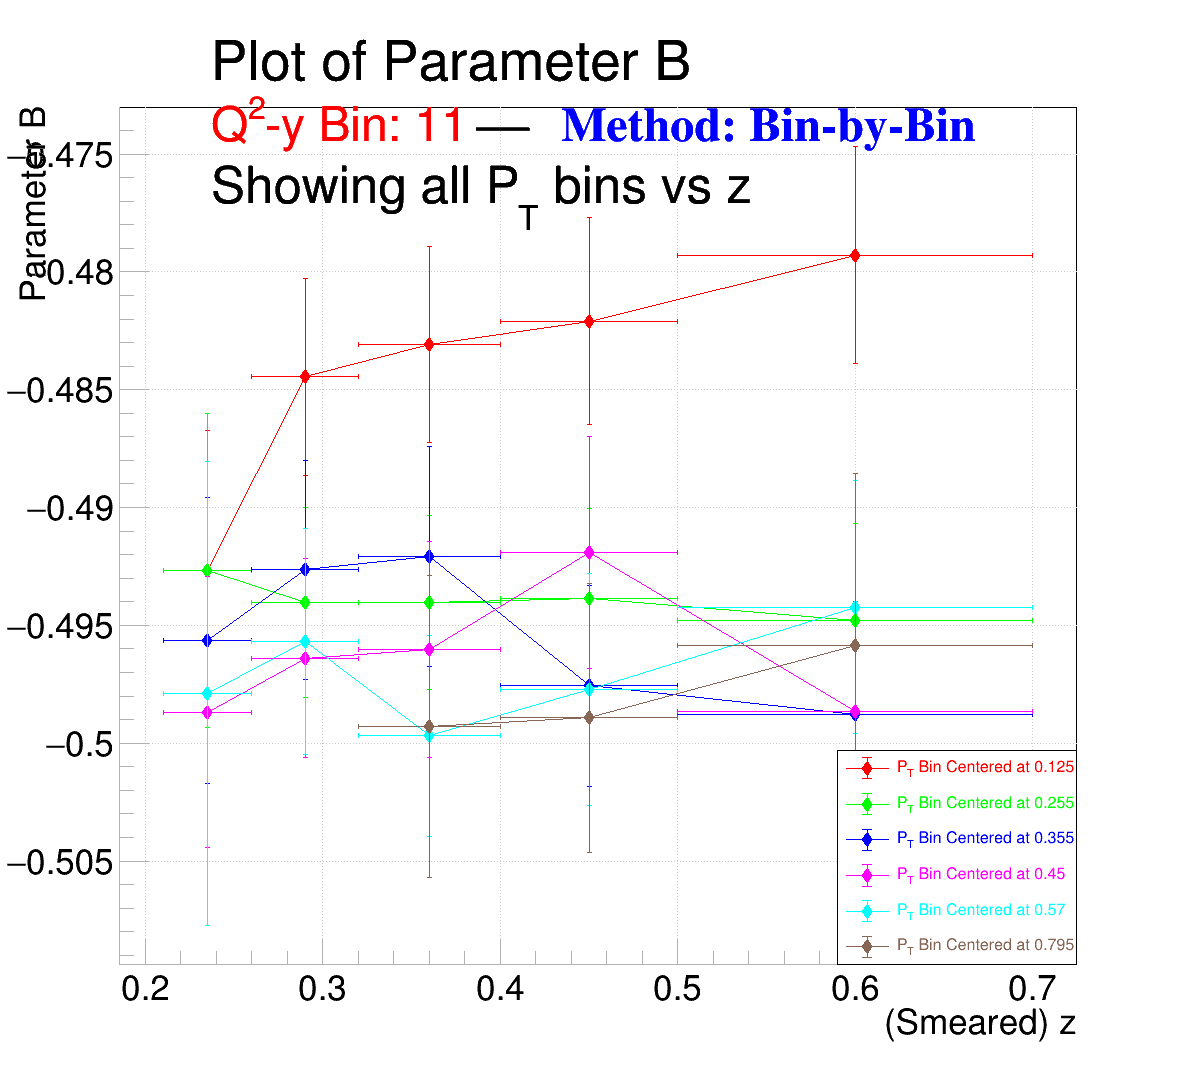 Plot of Parameter B
Q²-y Bin: 11 — Method: Bin-by-Bin
Showing all P_T bins vs z
Parameter B
−0.475
−0.48
−0.485
−0.49
−0.495
−0.5
−0.505
P_T Bin Centered at 0.125
P_T Bin Centered at 0.255
P_T Bin Centered at 0.355
P_T Bin Centered at 0.45
P_T Bin Centered at 0.57
P_T Bin Centered at 0.795
0.2 0.3 0.4 0.5 0.6 0.7
(Smeared) z